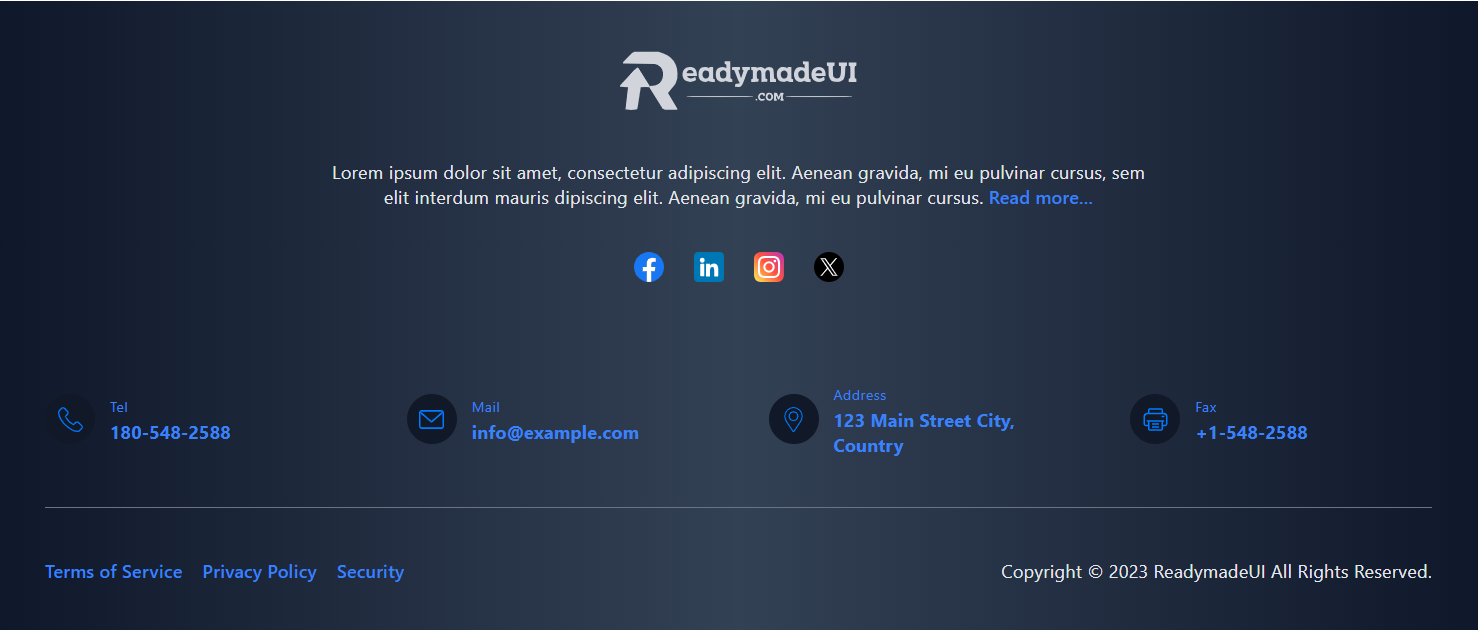 ReadymadeUI
.COM
Lorem ipsum dolor sit amet, consectetur adipiscing elit. Aenean gravida, mi eu pulvinar cursus, sem
elit interdum mauris dipiscing elit. Aenean gravida, mi eu pulvinar cursus. Read more...
in
Tel
180-548-2588
Mail
info@example.com
Address
123 Main Street City,
Country
Fax
+1-548-2588
Terms of Service Privacy Policy Security
Copyright © 2023 ReadymadeUI All Rights Reserved.